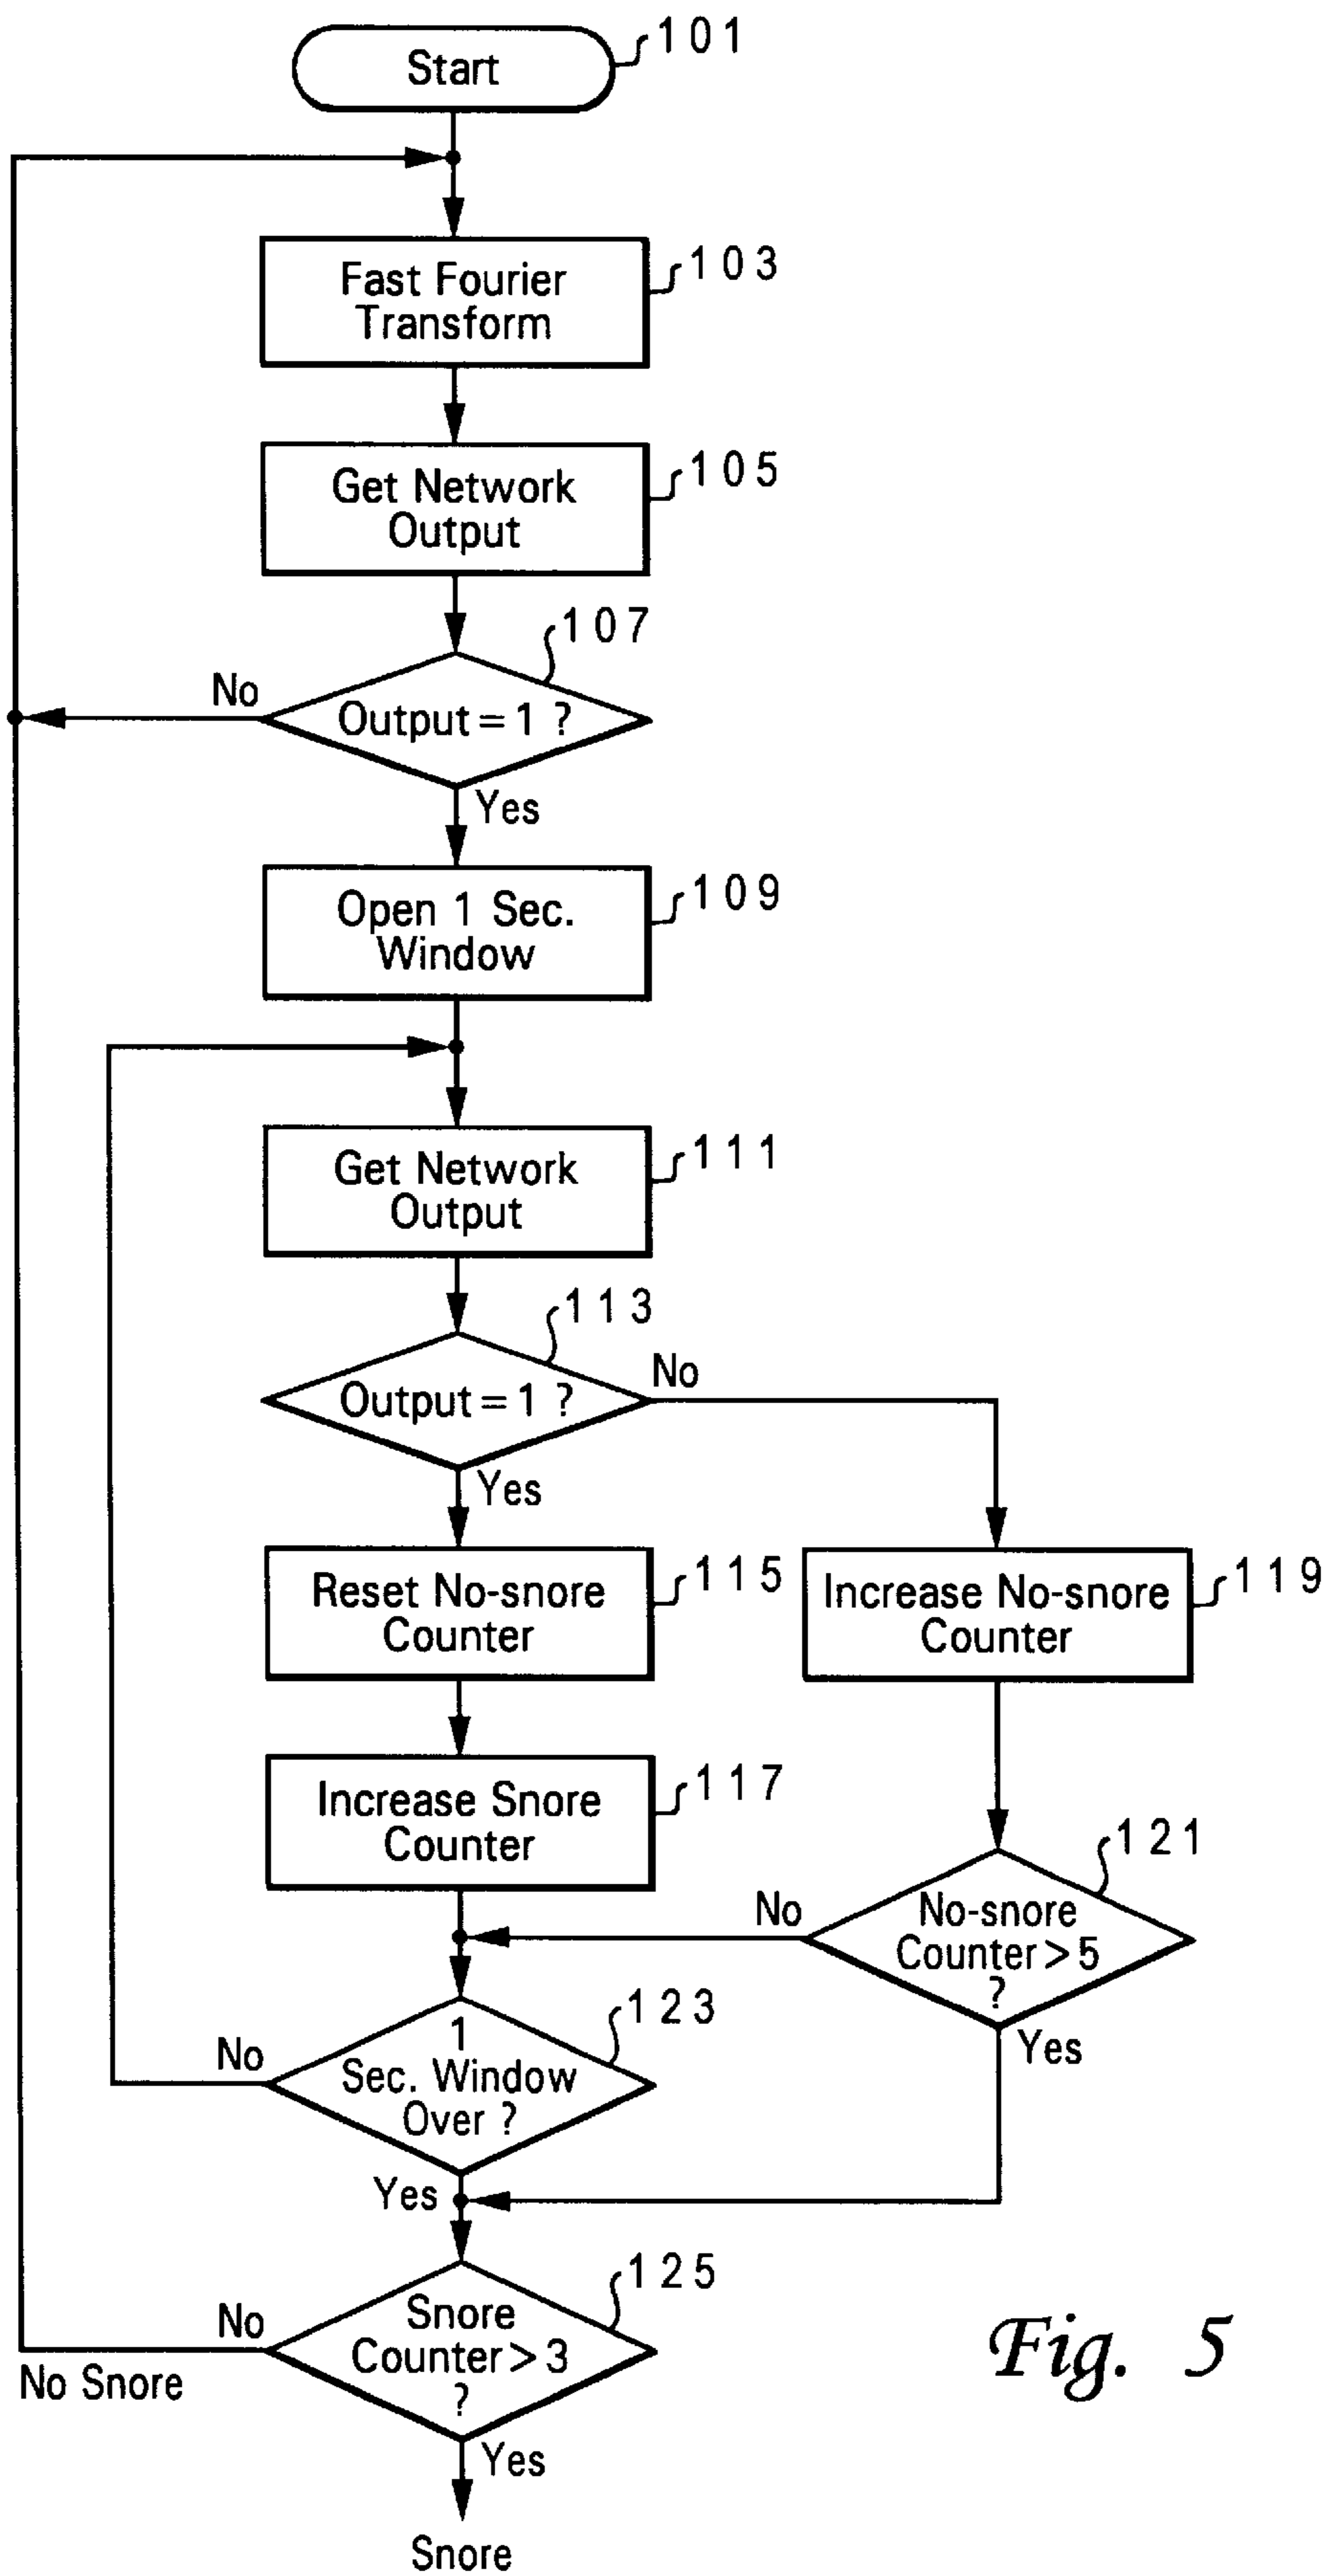 Start
101
Fast Fourier
Transform
103
Get Network
Output
105
107
No
Output = 1 ?
Yes
Open 1 Sec.
Window
109
Get Network
Output
111
113
No
Output = 1 ?
Yes
Reset No-snore
Counter
115
Increase No-snore
Counter
119
Increase Snore
Counter
117
121
No
No-snore
Counter > 5
?
Yes
123
No
1
Sec. Window
Over ?
Yes
125
No
No Snore
Snore
Counter > 3
?
Yes
Snore
Fig. 5